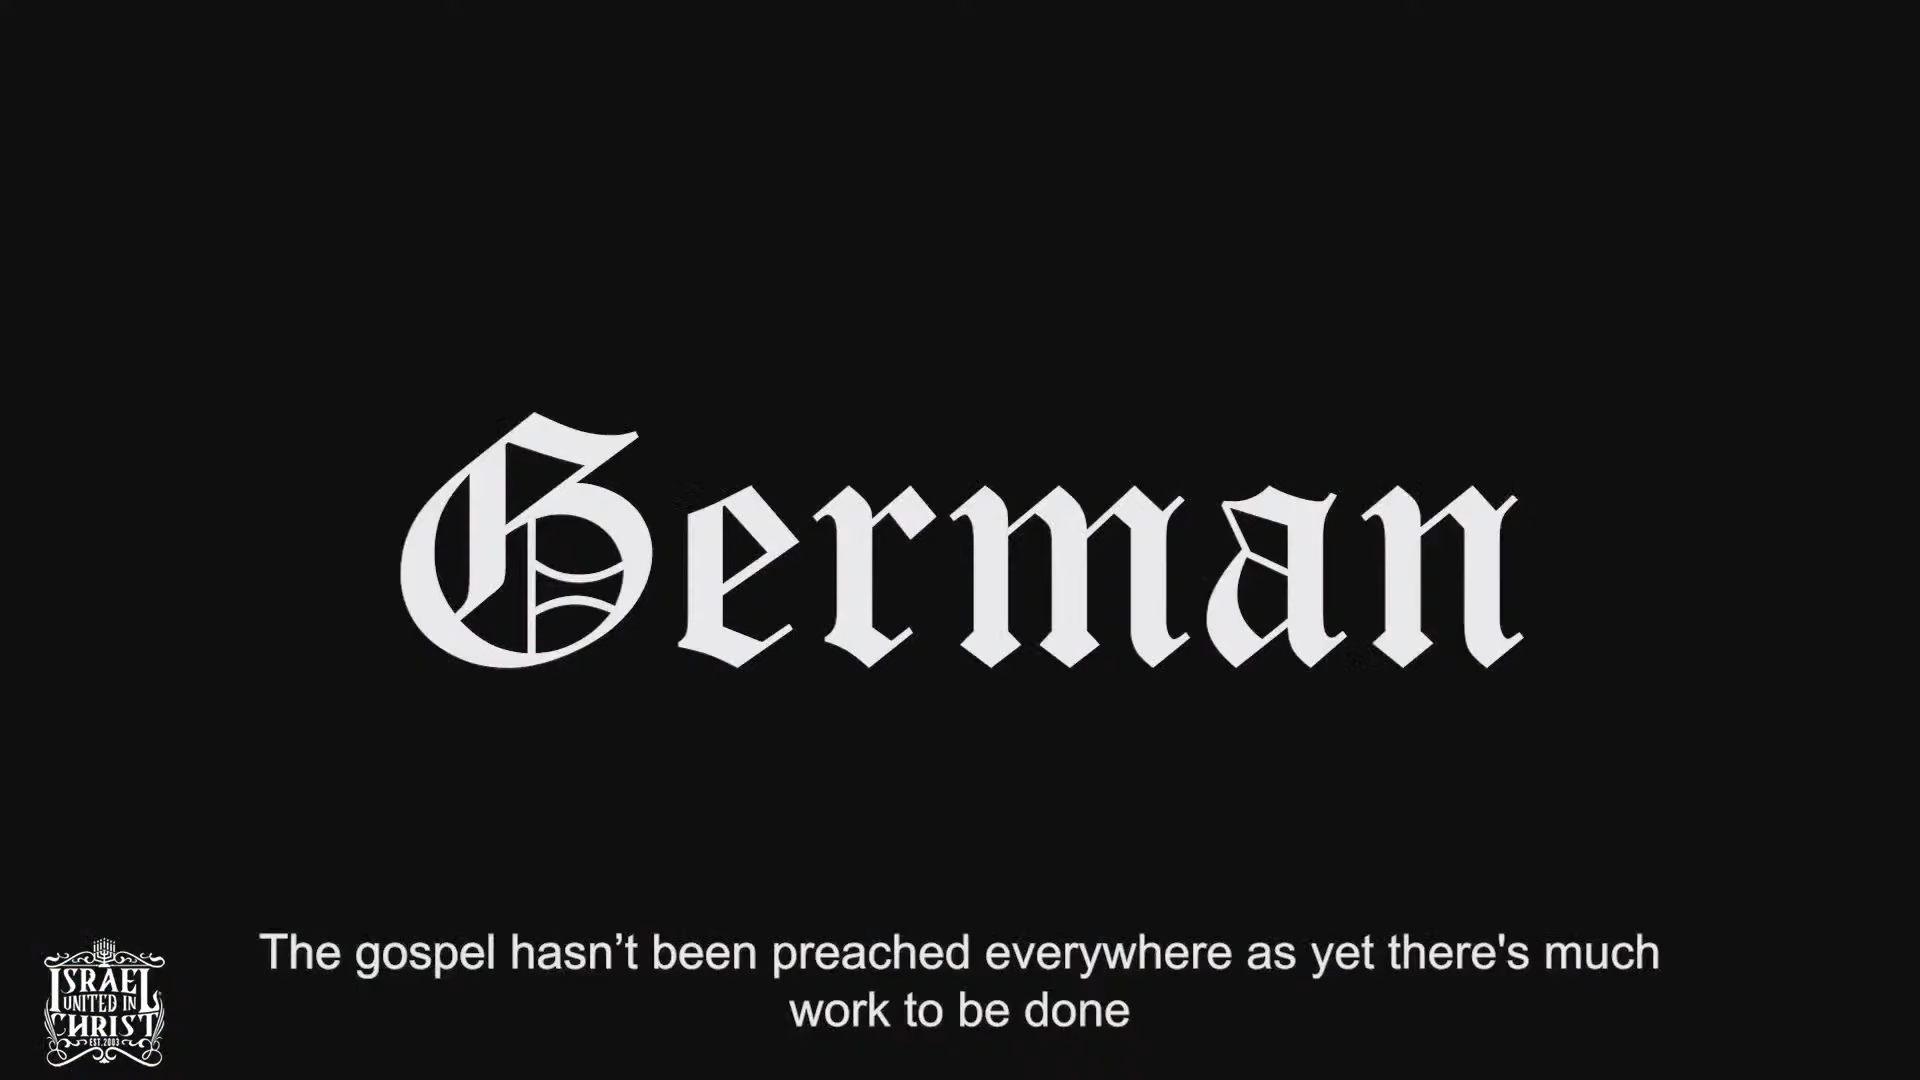 German
The gospel hasn’t been preached everywhere as yet there's much
work to be done
ISRAEL
UNITED IN
CHRIST
EST. 2003